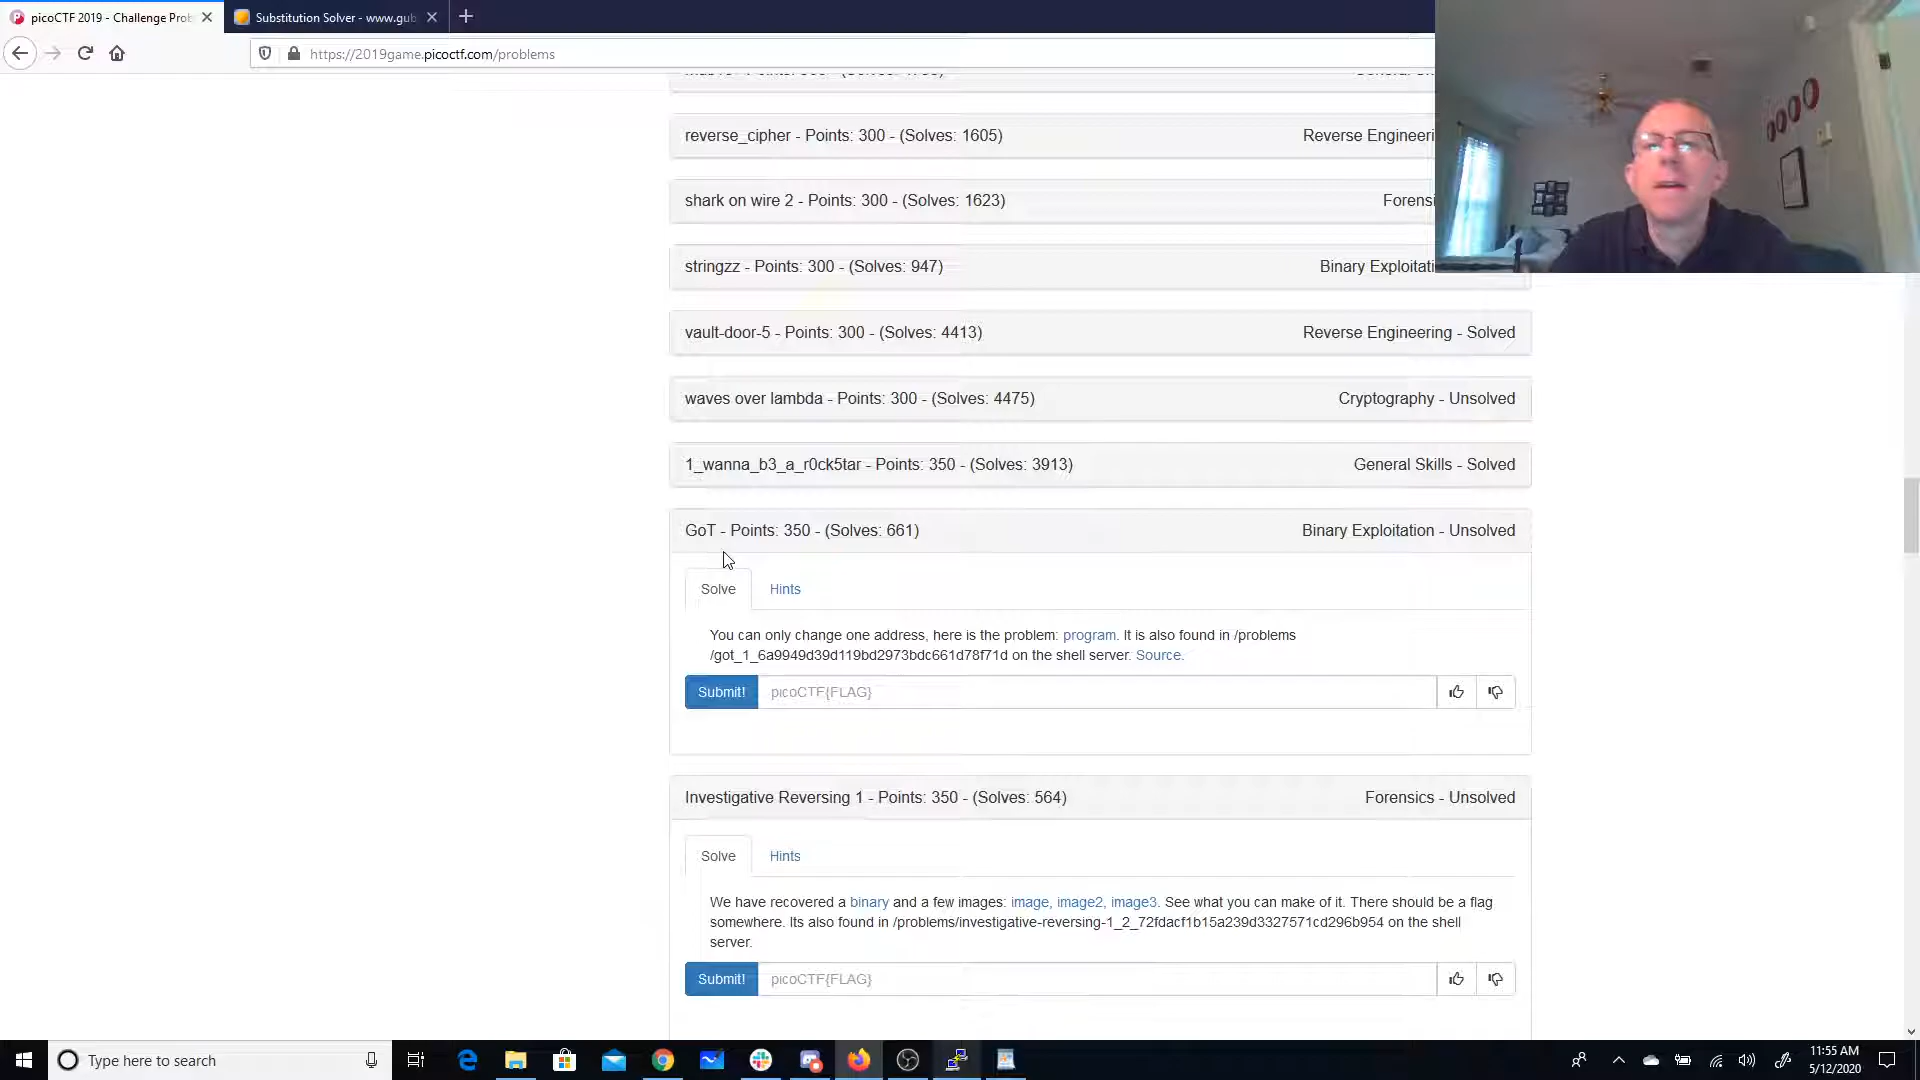 picoCTF 2019 - Challenge Prob
Substitution Solver - www.gub
https://2019game.picoctf.com/problems
reverse_cipher - Points: 300 - (Solves: 1605)
Reverse Engineeri
shark on wire 2 - Points: 300 - (Solves: 1623)
Forensi
stringzz - Points: 300 - (Solves: 947)
Binary Exploitati
vault-door-5 - Points: 300 - (Solves: 4413)
Reverse Engineering - Solved
waves over lambda - Points: 300 - (Solves: 4475)
Cryptography - Unsolved
1_wanna_b3_a_r0ck5tar - Points: 350 - (Solves: 3913)
General Skills - Solved
GoT - Points: 350 - (Solves: 661)
Binary Exploitation - Unsolved
Solve
Hints
You can only change one address, here is the problem: program. It is also found in /problems
/got_1_6a9949d39d119bd2973bdc661d78f71d on the shell server. Source.
Submit!
picoCTF{FLAG}
Investigative Reversing 1 - Points: 350 - (Solves: 564)
Forensics - Unsolved
Solve
Hints
We have recovered a binary and a few images: image, image2, image3. See what you can make of it. There should be a flag
somewhere. Its also found in /problems/investigative-reversing-1_2_72fdacf1b15a239d3327571cd296b954 on the shell
server.
Submit!
picoCTF{FLAG}
Type here to search
11:55 AM
5/12/2020